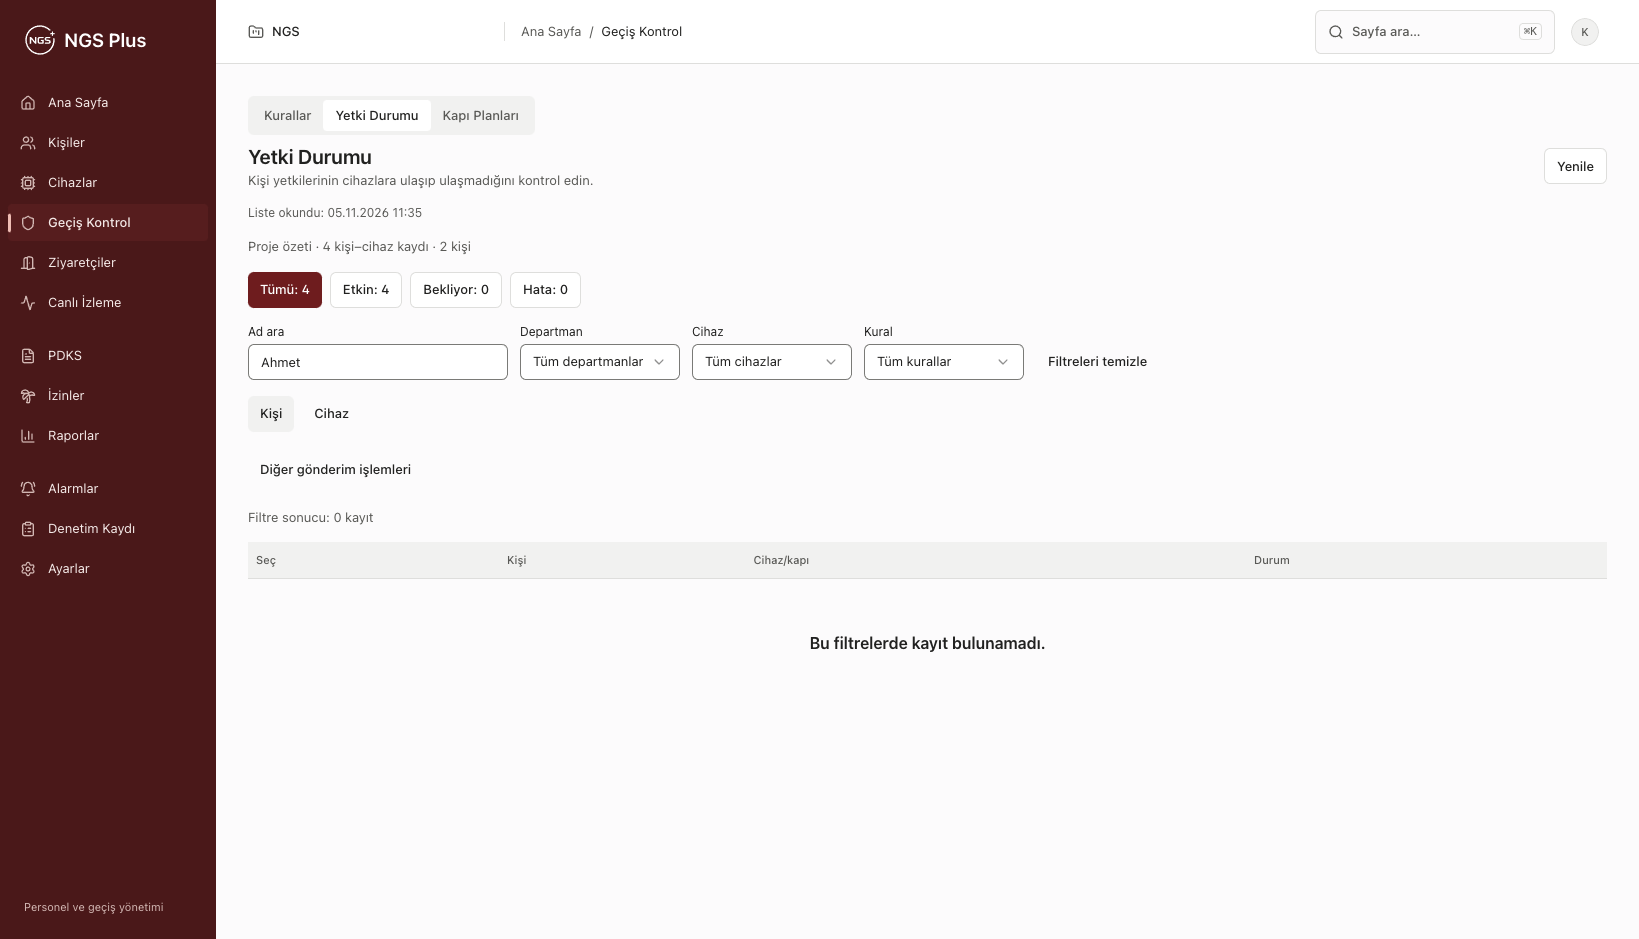 NGS+ NGS Plus
Ana Sayfa
Kişiler
Cihazlar
Geçiş Kontrol
Ziyaretçiler
Canlı İzleme
PDKS
İzinler
Raporlar
Alarmlar
Denetim Kaydı
Ayarlar
Personel ve geçiş yönetimi
NGS
Ana Sayfa / Geçiş Kontrol
Sayfa ara... ⌘K
K
Kurallar Yetki Durumu Kapı Planları
Yetki Durumu
Yenile
Kişi yetkilerinin cihazlara ulaşıp ulaşmadığını kontrol edin.
Liste okundu: 05.11.2026 11:35
Proje özeti · 4 kişi–cihaz kaydı · 2 kişi
Tümü: 4 Etkin: 4 Bekliyor: 0 Hata: 0
Ad ara Departman Cihaz Kural
Ahmet Tüm departmanlar Tüm cihazlar Tüm kurallar Filtreleri temizle
Kişi Cihaz
Diğer gönderim işlemleri
Filtre sonucu: 0 kayıt
Seç Kişi Cihaz/kapı Durum
Bu filtrelerde kayıt bulunamadı.